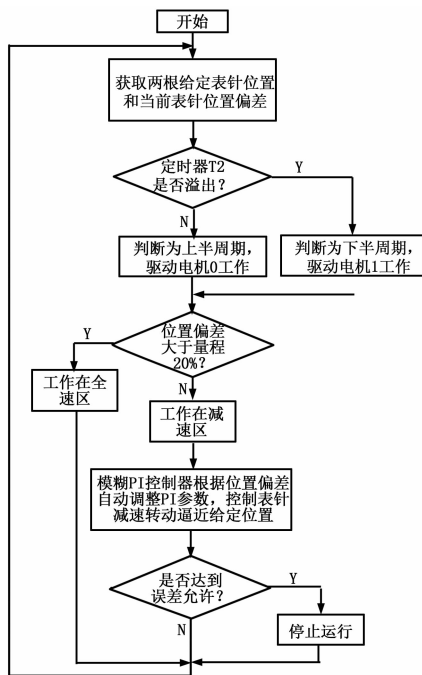 开始
获取两根给定表针位置
和当前表针位置偏差
定时器T2
是否溢出?
Y
N
判断为上半周期,
驱动电机0工作
判断为下半周期,
驱动电机1工作
位置偏差
大于量程
20%?
Y
N
工作在全
速区
工作在减
速区
模糊PI控制器根据位置偏差
自动调整PI参数，控制表针
减速转动逼近给定位置
是否达到
误差允许?
Y
N
停止运行